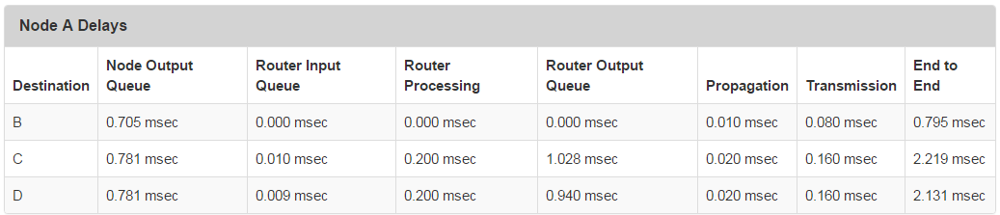 Node A Delays
Destination Node Output Queue Router Input Queue Router Processing Router Output Queue Propagation Transmission End to End
B 0.705 msec 0.000 msec 0.000 msec 0.000 msec 0.010 msec 0.080 msec 0.795 msec
C 0.781 msec 0.010 msec 0.200 msec 1.028 msec 0.020 msec 0.160 msec 2.219 msec
D 0.781 msec 0.009 msec 0.200 msec 0.940 msec 0.020 msec 0.160 msec 2.131 msec